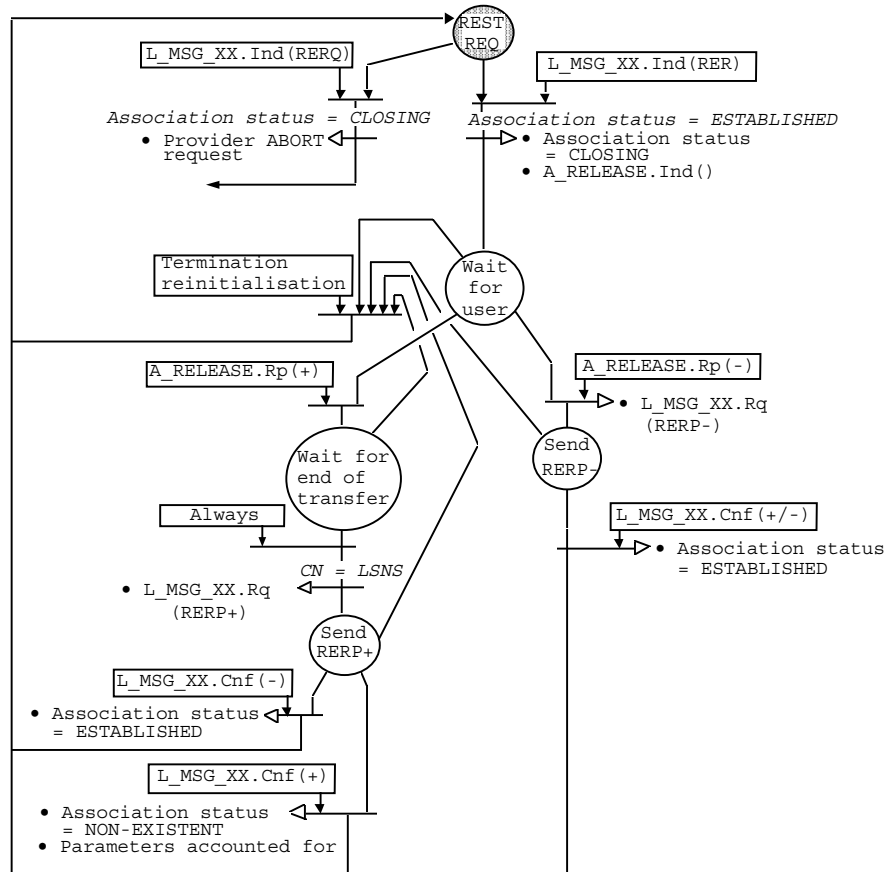 REST
REQ
L_MSG_XX.Ind(RERQ)
L_MSG_XX.Ind(RER)
Association status = CLOSING
Association status = ESTABLISHED
• Provider ABORT
request
• Association status
= CLOSING
• A_RELEASE.Ind()
Termination
reinitialisation
Wait
for
user
A_RELEASE.Rp(+)
A_RELEASE.Rp(-)
• L_MSG_XX.Rq
(RERP-)
Wait for
end of
transfer
Send
RERP-
Always
L_MSG_XX.Cnf(+/-)
CN = LSNS
• Association status
= ESTABLISHED
• L_MSG_XX.Rq
(RERP+)
Send
RERP+
L_MSG_XX.Cnf(-)
• Association status
= ESTABLISHED
L_MSG_XX.Cnf(+)
• Association status
= NON-EXISTENT
• Parameters accounted for